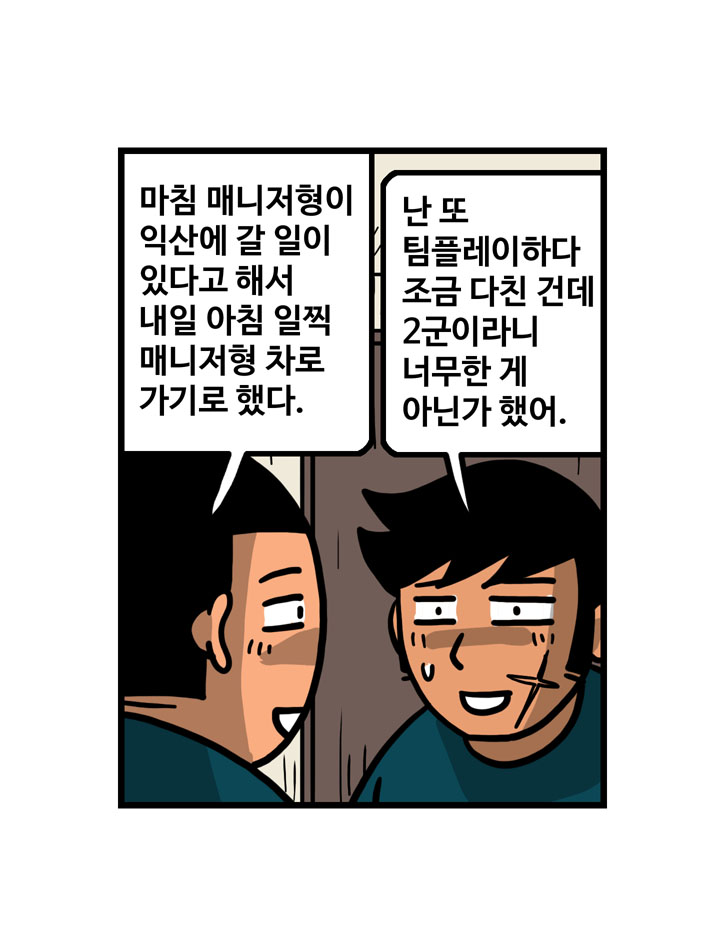 마침 매니저형이
익산에 갈 일이
있다고 해서
내일 아침 일찍
매니저형 차로
가기로 했다.
난 또
팀플레이하다
조금 다친 건데
2군이라니
너무한 게
아닌가 했어.